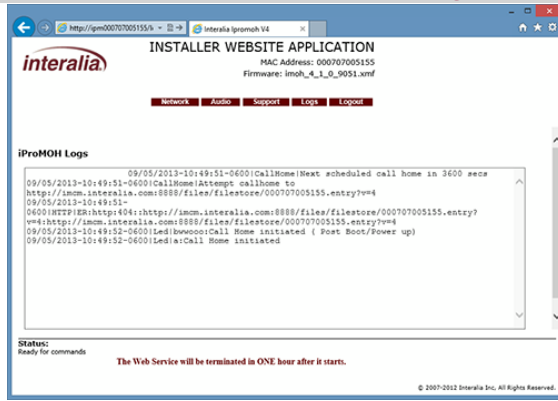 http://ipm000707005155/l
Interalia Ipromoh V4
interalia
INSTALLER WEBSITE APPLICATION
MAC Address: 000707005155
Firmware: imoh_4_1_0_9051.xmf
Network Audio Support Logs Logout
iProMOH Logs
09/05/2013-10:49:51-0600|CallHome|Next scheduled call home in 3600 secs
09/05/2013-10:49:51-0600|CallHome|Attempt callhome to
http://imcm.interalia.com:8888/files/filestore/000707005155.entry?v=4
09/05/2013-10:49:51-
0600|HTTP|ER:http:404::http://imcm.interalia.com:8888/files/filestore/000707005155.entry?
v=4:http://imcm.interalia.com:8888/files/filestore/000707005155.entry?v=4
09/05/2013-10:49:52-0600|Led|bwwooo:Call Home initiated ( Post Boot/Power up)
09/05/2013-10:49:52-0600|Led|a:Call Home initiated
Status:
Ready for commands
The Web Service will be terminated in ONE hour after it starts.
© 2007-2012 Interalia Inc, All Rights Reserved.